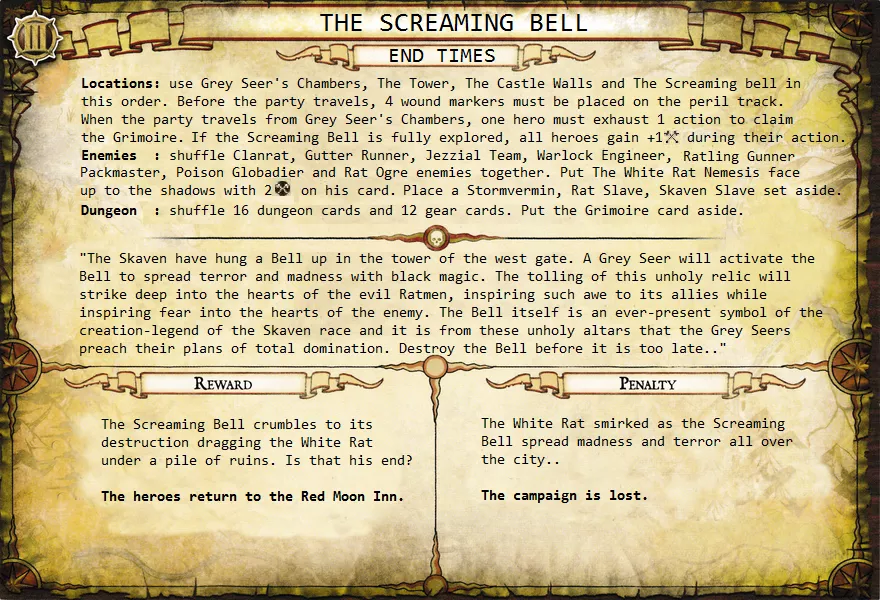 III
THE SCREAMING BELL
END TIMES
Locations: use Grey Seer's Chambers, The Tower, The Castle Walls and The Screaming bell in
this order. Before the party travels, 4 wound markers must be placed on the peril track.
When the party travels from Grey Seer's Chambers, one hero must exhaust 1 action to claim
the Grimoire. If the Screaming Bell is fully explored, all heroes gain +1 during their action.
Enemies : shuffle Clanrat, Gutter Runner, Jezzial Team, Warlock Engineer, Ratling Gunner
Packmaster, Poison Globadier and Rat Ogre enemies together. Put The White Rat Nemesis face
up to the shadows with 2 on his card. Place a Stormvermin, Rat Slave, Skaven Slave set aside.
Dungeon : shuffle 16 dungeon cards and 12 gear cards. Put the Grimoire card aside.
"The Skaven have hung a Bell up in the tower of the west gate. A Grey Seer will activate the
Bell to spread terror and madness with black magic. The tolling of this unholy relic will
strike deep into the hearts of the evil Ratmen, inspiring such awe to its allies while
inspiring fear into the hearts of the enemy. The Bell itself is an ever-present symbol of the
creation-legend of the Skaven race and it is from these unholy altars that the Grey Seers
preach their plans of total domination. Destroy the Bell before it is too late.."
REWARD
The Screaming Bell crumbles to its
destruction dragging the White Rat
under a pile of ruins. Is that his end?
The heroes return to the Red Moon Inn.
PENALTY
The White Rat smirked as the Screaming
Bell spread madness and terror all over
the city..
The campaign is lost.